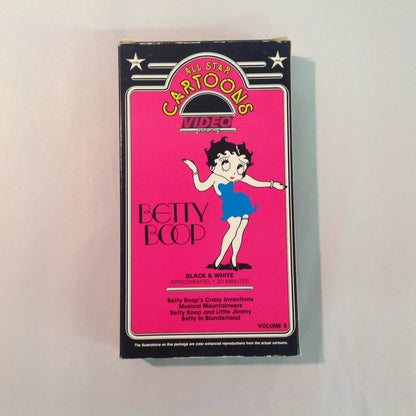 ALL STAR
CARTOONS
VIDEO
BETTY
BOOP
BLACK & WHITE
APPROXIMATELY 30 MINUTES
Betty Boop's Crazy Inventions
Musical Mountaineers
Betty Boop and Little Jimmy
Betty in Blunderland
VOLUME 5
The illustrations on this package are color enhanced reproductions from the actual cartoons.